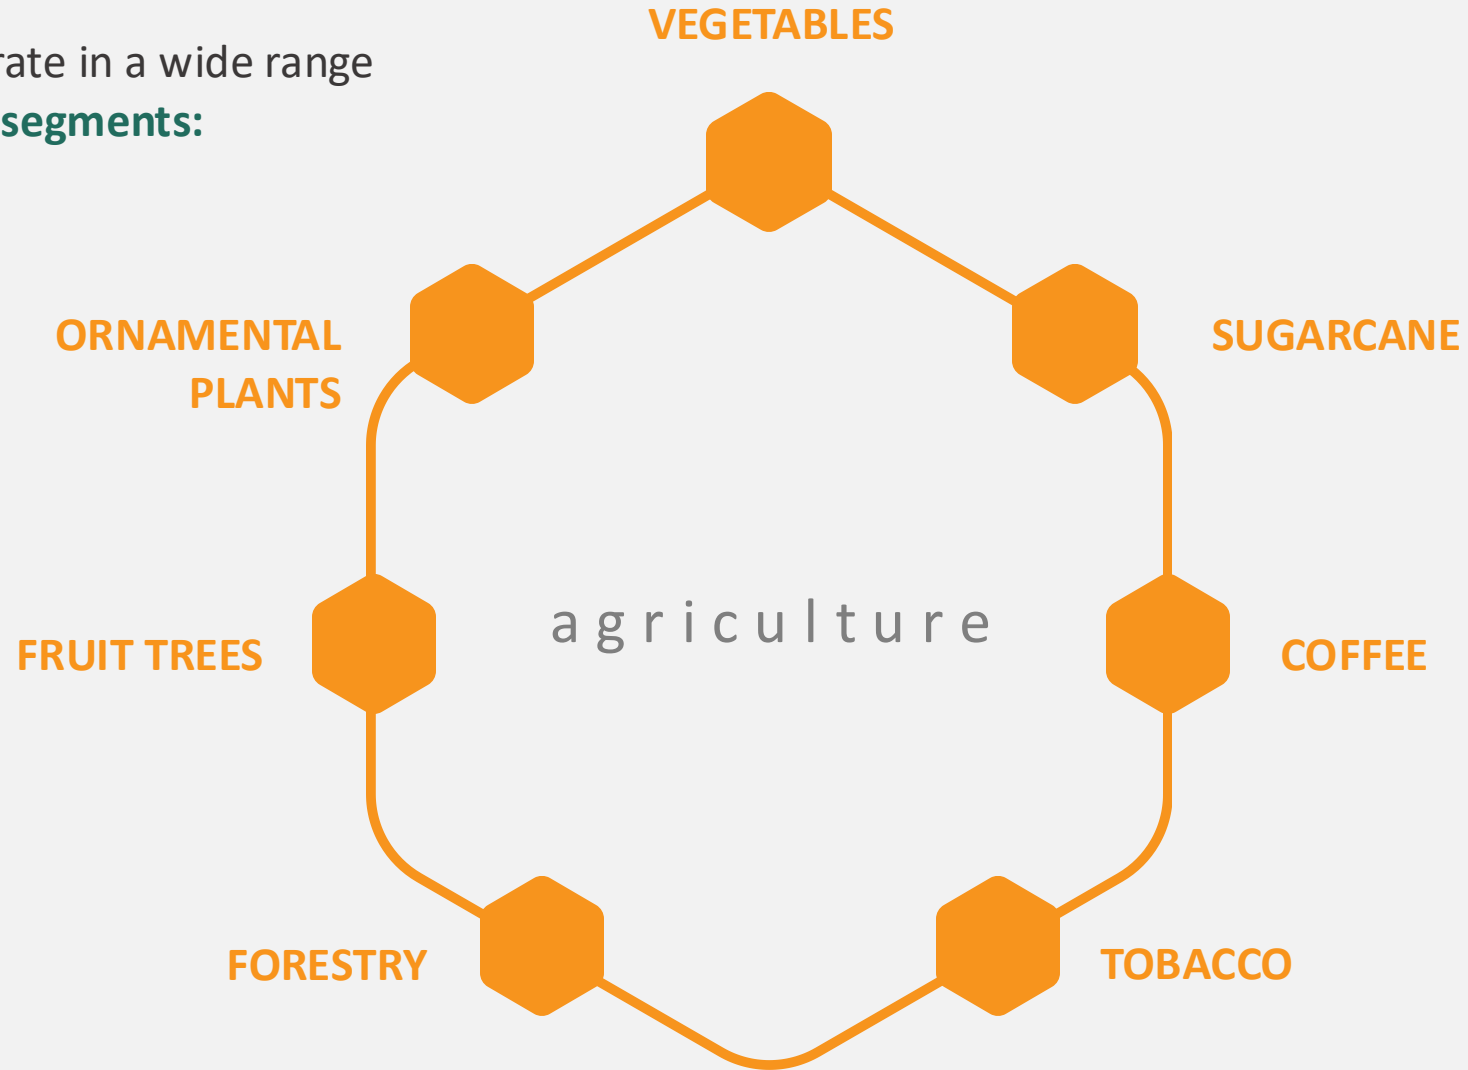 rate in a wide range
segments:
VEGETABLES
ORNAMENTAL
PLANTS
SUGARCANE
FRUIT TREES
agriculture
COFFEE
FORESTRY
TOBACCO